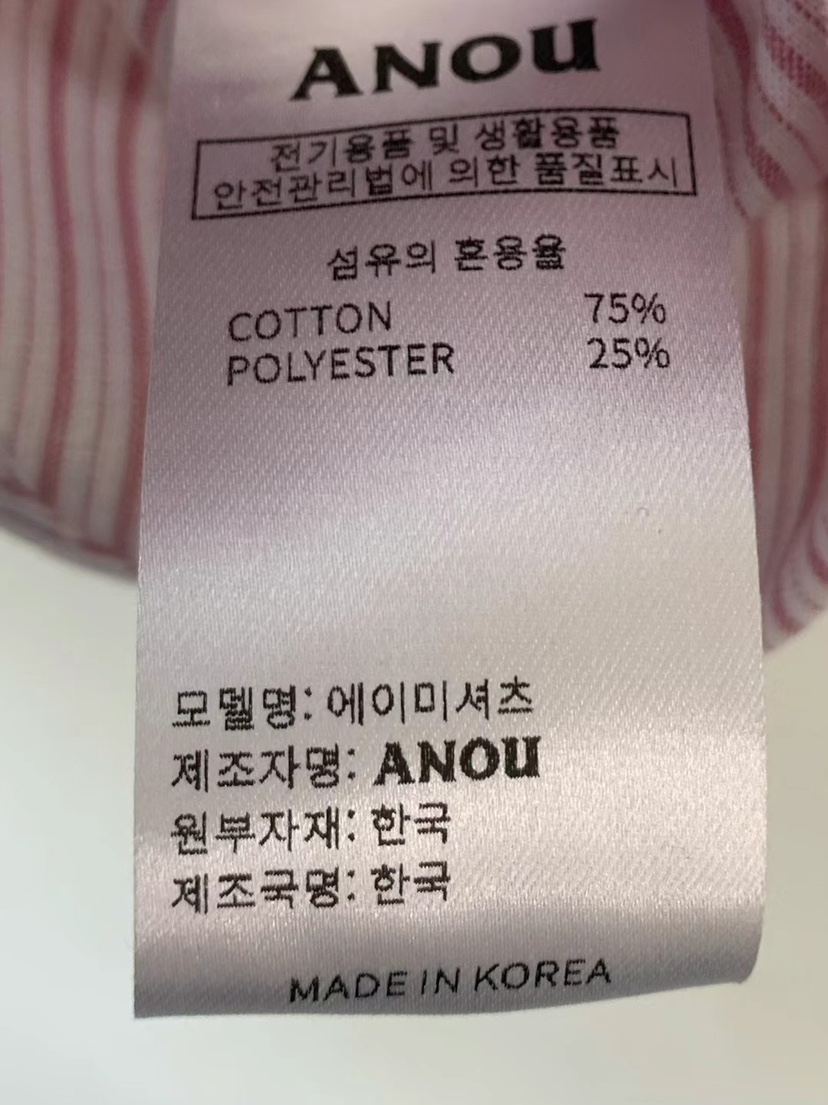 ANOU
전기용품 및 생활용품
안전관리법에 의한 품질표시
섬유의 혼용율
COTTON 75%
POLYESTER 25%
모델명: 에이미셔츠
제조자명: ANOU
원부자재: 한국
제조국명: 한국
MADE IN KOREA